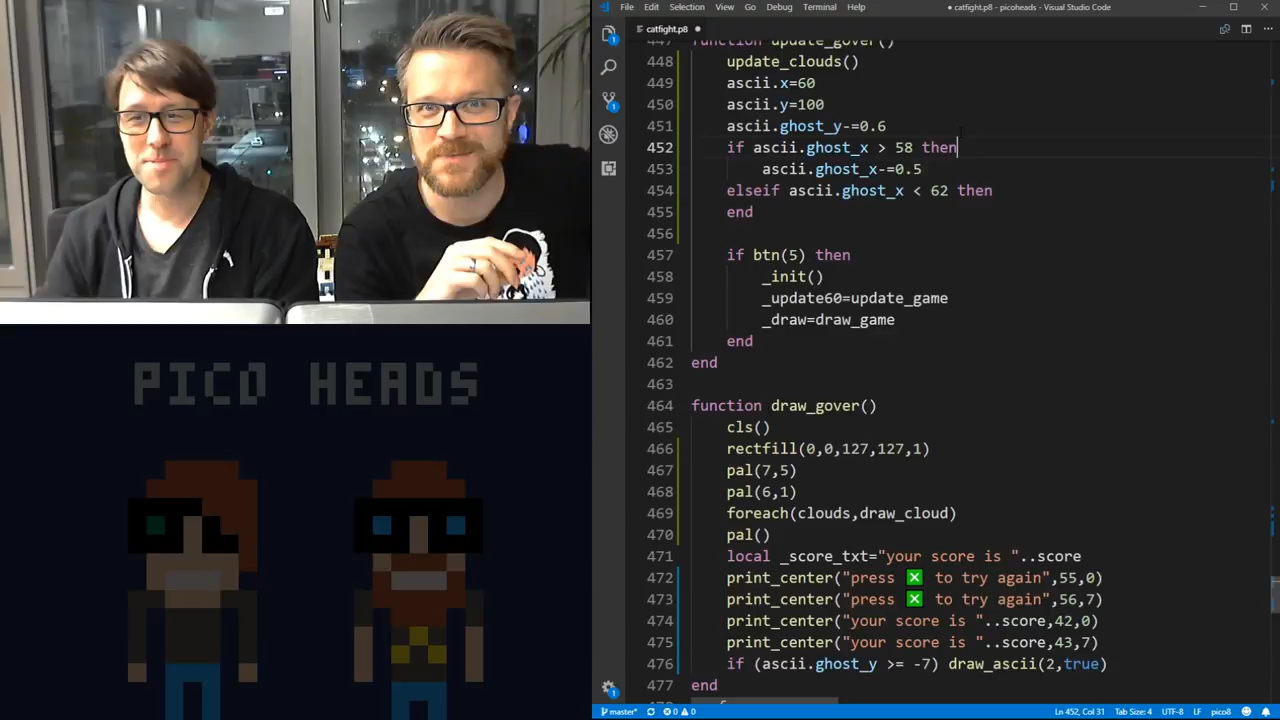 File Edit Selection View Go Debug Terminal Help
● catfight.p8 - picoheads - Visual Studio Code
catfight.p8 ●
447 function update_gover()
448 update_clouds()
449 ascii.x=60
450 ascii.y=100
451 ascii.ghost_y-=0.6
452 if ascii.ghost_x > 58 then
453 ascii.ghost_x-=0.5
454 elseif ascii.ghost_x < 62 then
455 end
456
457 if btn(5) then
458 _init()
459 _update60=update_game
460 _draw=draw_game
461 end
462 end
463
464 function draw_gover()
465 cls()
466 rectfill(0,0,127,127,1)
467 pal(7,5)
468 pal(6,1)
469 foreach(clouds,draw_cloud)
470 pal()
471 local _score_txt="your score is "..score
472 print_center("press ❎ to try again",55,0)
473 print_center("press ❎ to try again",56,7)
474 print_center("your score is "..score,42,0)
475 print_center("your score is "..score,43,7)
476 if (ascii.ghost_y >= -7) draw_ascii(2,true)
477 end
PICO HEADS
master* 0 0 Ln 452, Col 31 Tab Size: 4 UTF-8 LF pico8 1